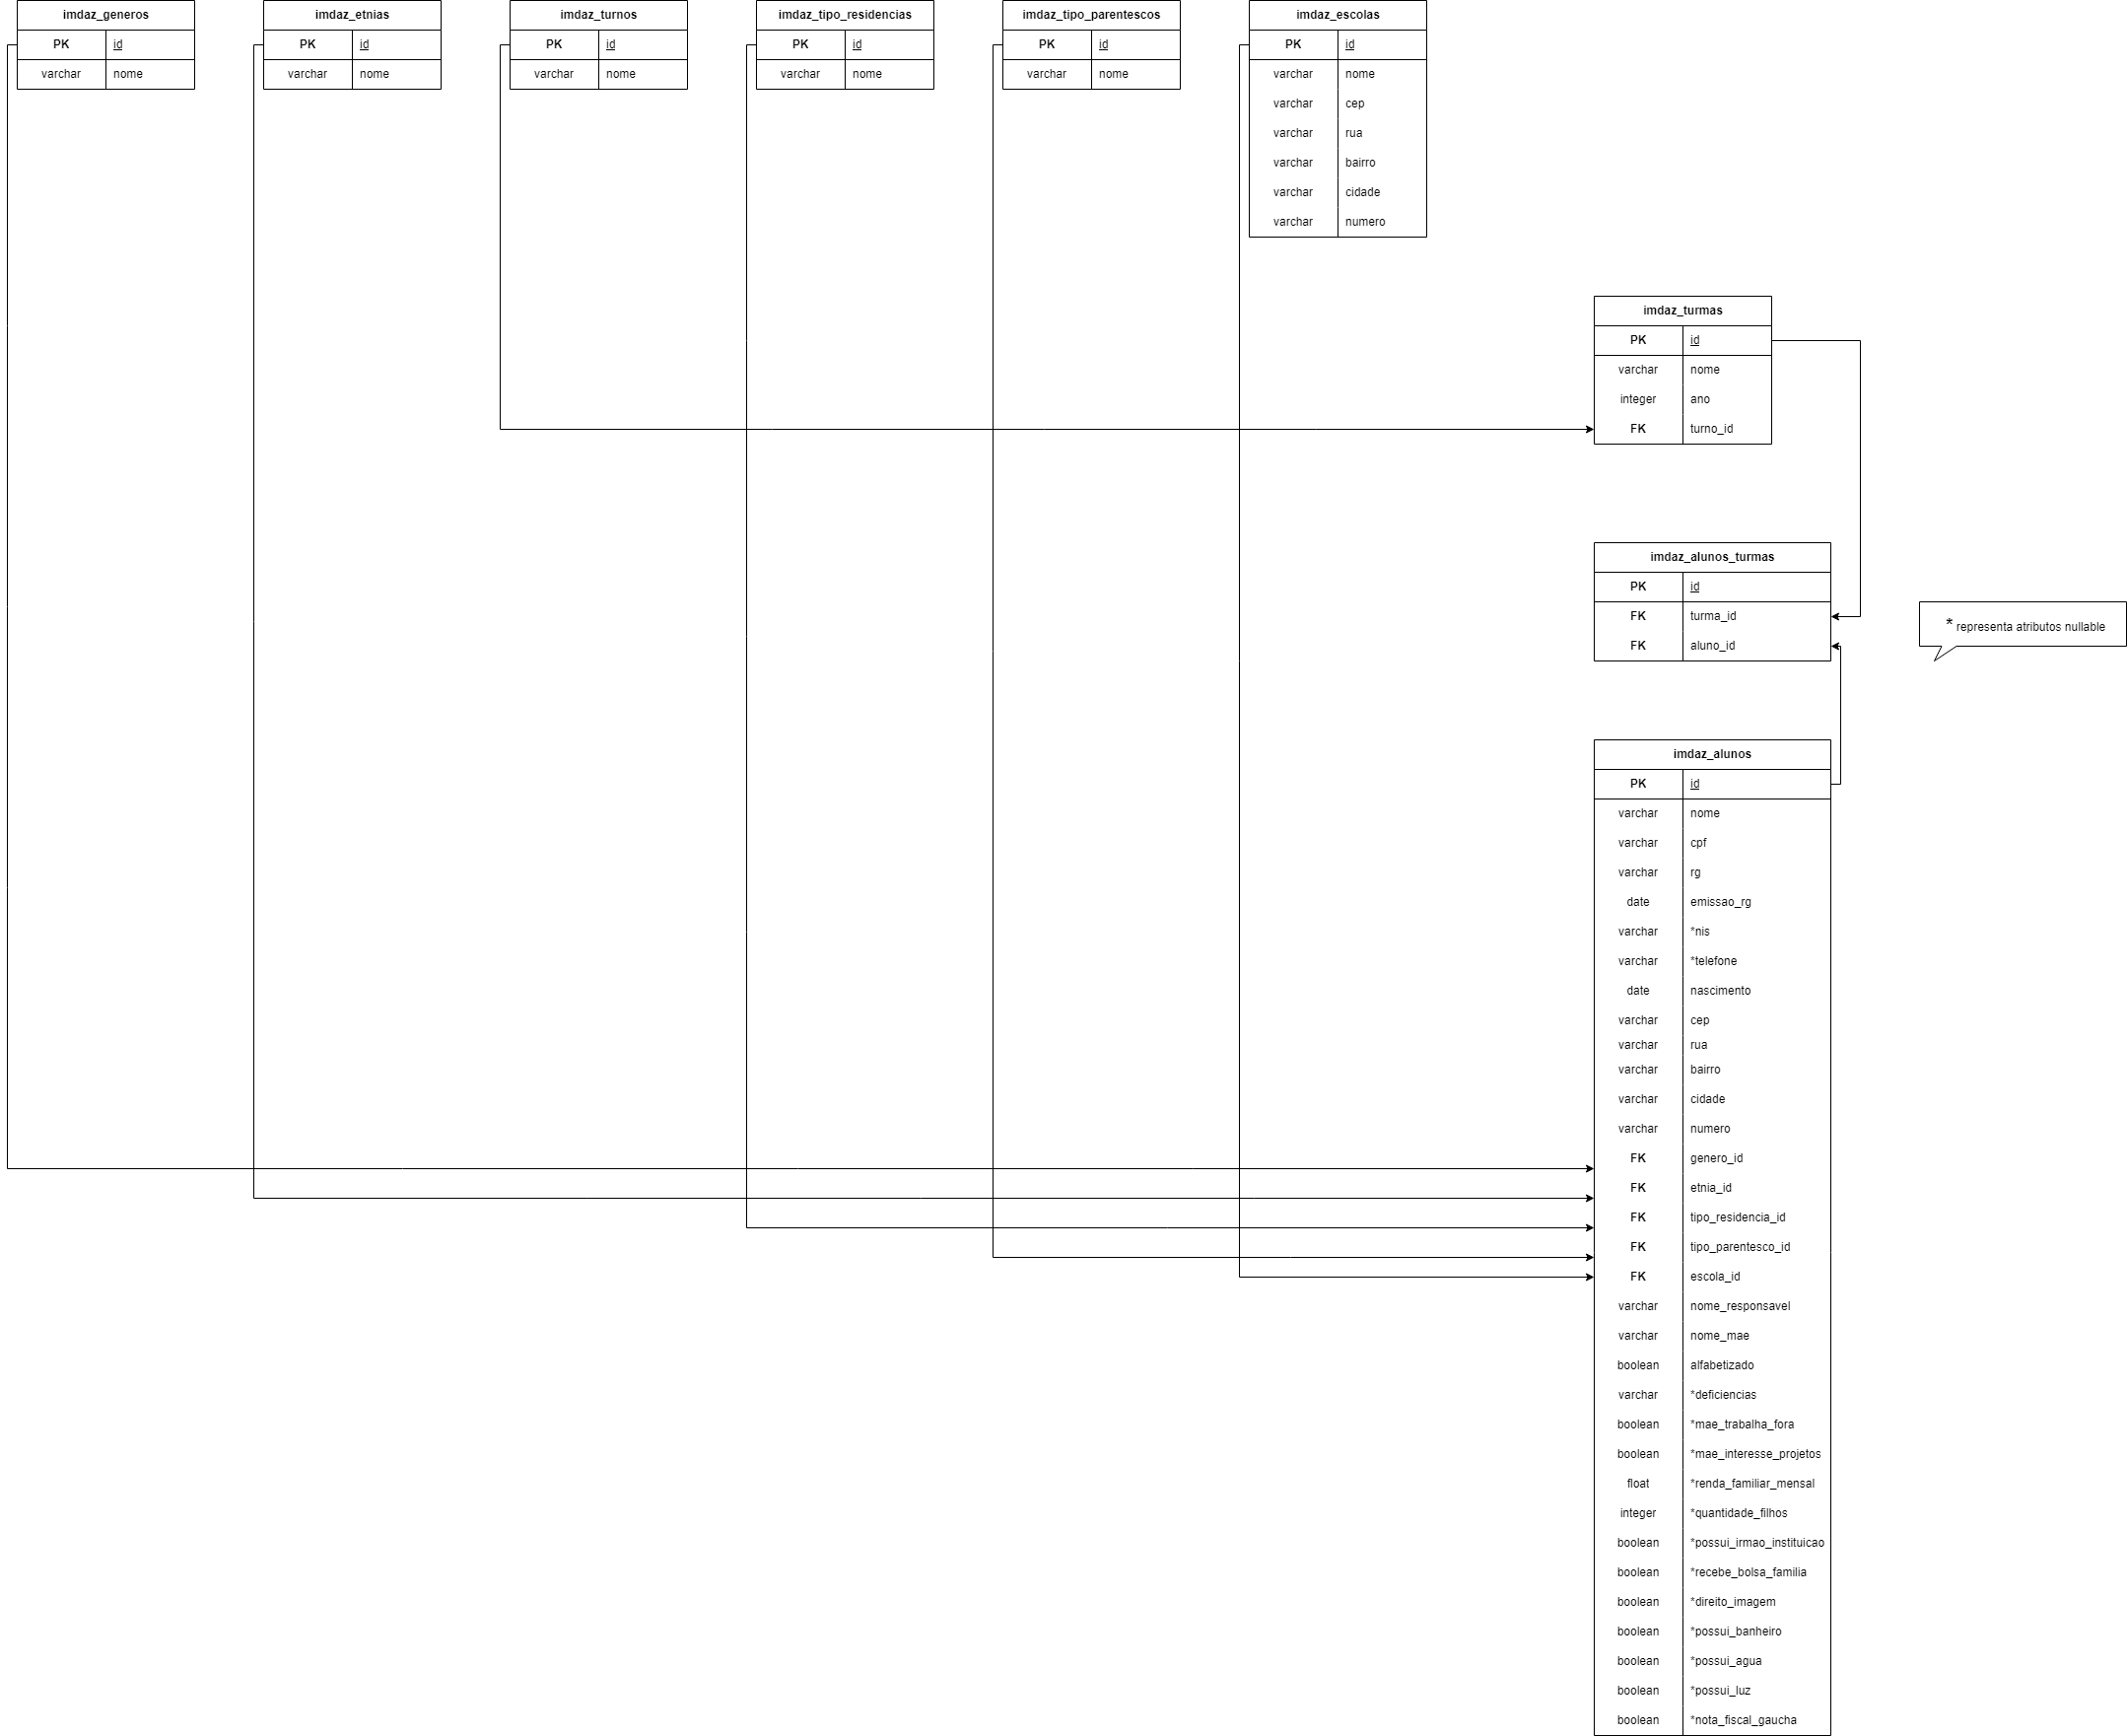 imdaz_generos
PK id
varchar nome
imdaz_etnias
PK id
varchar nome
imdaz_turnos
PK id
varchar nome
imdaz_tipo_residencias
PK id
varchar nome
imdaz_tipo_parentescos
PK id
varchar nome
imdaz_escolas
PK id
varchar nome
varchar cep
varchar rua
varchar bairro
varchar cidade
varchar numero
imdaz_turmas
PK id
varchar nome
integer ano
FK turno_id
imdaz_alunos_turmas
PK id
FK turma_id
FK aluno_id
* representa atributos nullable
imdaz_alunos
PK id
varchar nome
varchar cpf
varchar rg
date emissao_rg
varchar *nis
varchar *telefone
date nascimento
varchar cep
varchar rua
varchar bairro
varchar cidade
varchar numero
FK genero_id
FK etnia_id
FK tipo_residencia_id
FK tipo_parentesco_id
FK escola_id
varchar nome_responsavel
varchar nome_mae
boolean alfabetizado
varchar *deficiencias
boolean *mae_trabalha_fora
boolean *mae_interesse_projetos
float *renda_familiar_mensal
integer *quantidade_filhos
boolean *possui_irmao_instituicao
boolean *recebe_bolsa_familia
boolean *direito_imagem
boolean *possui_banheiro
boolean *possui_agua
boolean *possui_luz
boolean *nota_fiscal_gaucha